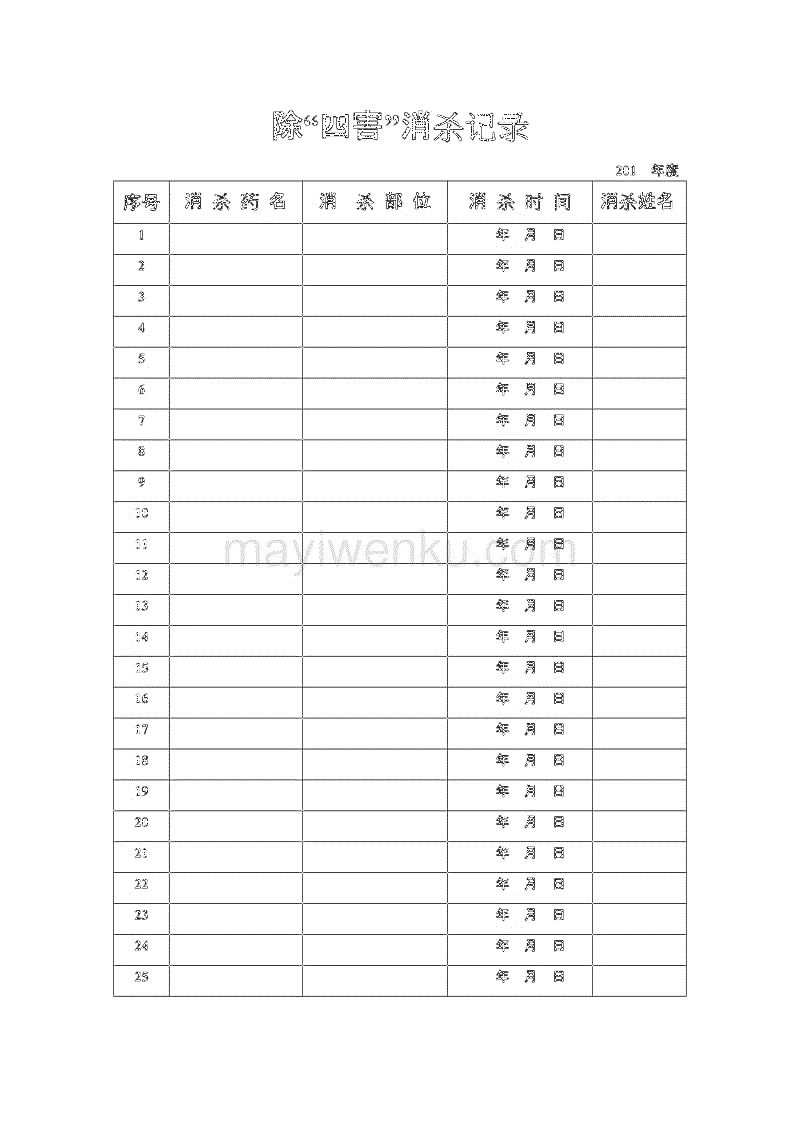 除“四害”消杀记录
201 年度
序号 消 杀 药 名 消 杀 部 位 消 杀 时 间 消杀姓名
1 年 月 日
2 年 月 日
3 年 月 日
4 年 月 日
5 年 月 日
6 年 月 日
7 年 月 日
8 年 月 日
9 年 月 日
10 年 月 日
11 年 月 日
mayiwenku.com
12 年 月 日
13 年 月 日
14 年 月 日
15 年 月 日
16 年 月 日
17 年 月 日
18 年 月 日
19 年 月 日
20 年 月 日
21 年 月 日
22 年 月 日
23 年 月 日
24 年 月 日
25 年 月 日